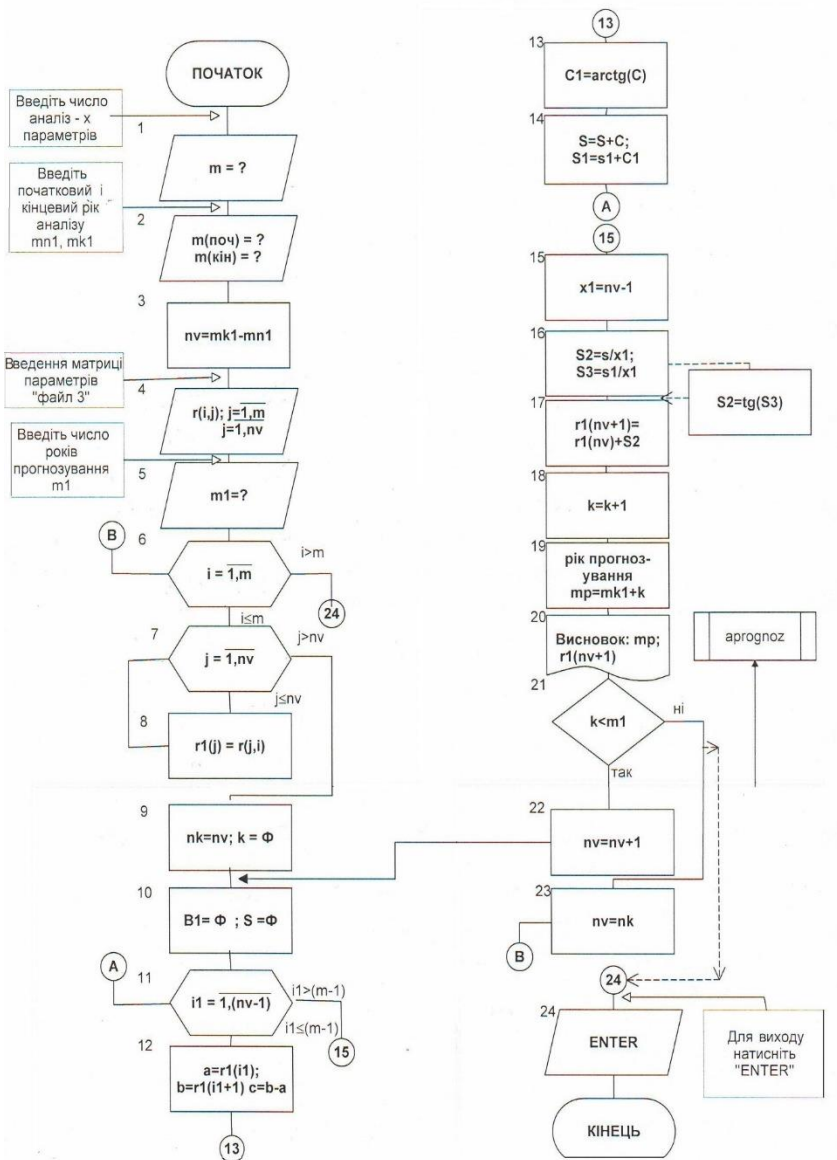 ПОЧАТОК
Введіть число
аналіз - х
параметрів
1
m = ?
Введіть
початковий і
кінцевий рік
аналізу
mn1, mk1
2
m(поч) = ?
m(кін) = ?
3
nv=mk1-mn1
Введення матриці
параметрів
"файл 3"
4
r(i,j); j=1,m
j=1,nv
Введіть число
років
прогнозування
m1
5
m1=?
B
6
i = 1,m
i>m
24
i≤m
7
j = 1,nv
j>nv
j≤nv
8
r1(j) = r(j,i)
9
nk=nv; k = Ф
10
B1= Ф ; S =Ф
A
11
i1 = 1,(nv-1)
i1>(m-1)
i1≤(m-1)
15
12
a=r1(i1);
b=r1(i1+1) c=b-a
13
13
13
C1=arctg(C)
14
S=S+C;
S1=s1+C1
A
15
15
x1=nv-1
16
S2=s/x1;
S3=s1/x1
S2=tg(S3)
17
r1(nv+1)=
r1(nv)+S2
18
k=k+1
19
рік прогноз-
ування
mp=mk1+k
20
Висновок: mp;
r1(nv+1)
aprognoz
21
k<m1
ні
так
22
nv=nv+1
23
nv=nk
B
24
24
ENTER
Для виходу
натисніть
"ENTER"
КІНЕЦЬ